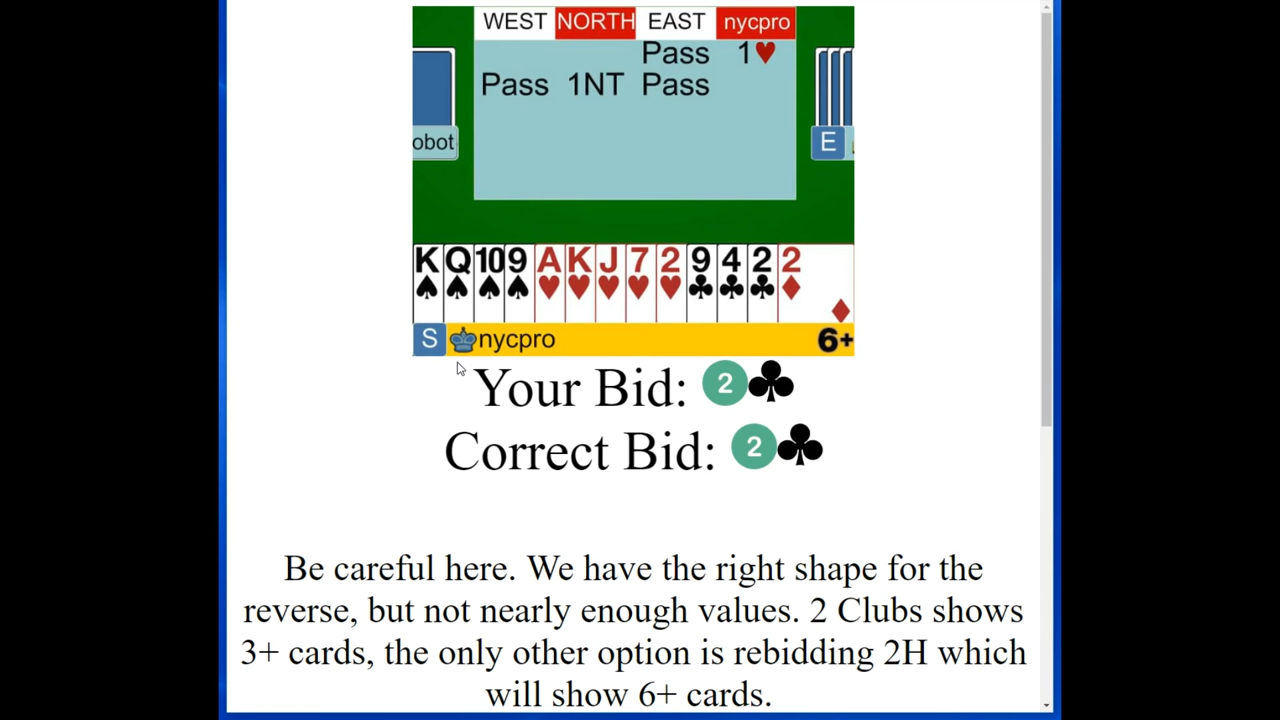 WEST NORTH EAST nycpro
Pass 1♥
Pass 1NT Pass
obot
E
K Q 10 9 A K J 7 2 9 4 2 2
♠ ♠ ♠ ♠ ♥ ♥ ♥ ♥ ♥ ♣ ♣ ♣ ♦
S nycpro 6+
Your Bid: 2♣
Correct Bid: 2♣
Be careful here. We have the right shape for the
reverse, but not nearly enough values. 2 Clubs shows
3+ cards, the only other option is rebidding 2H which
will show 6+ cards.